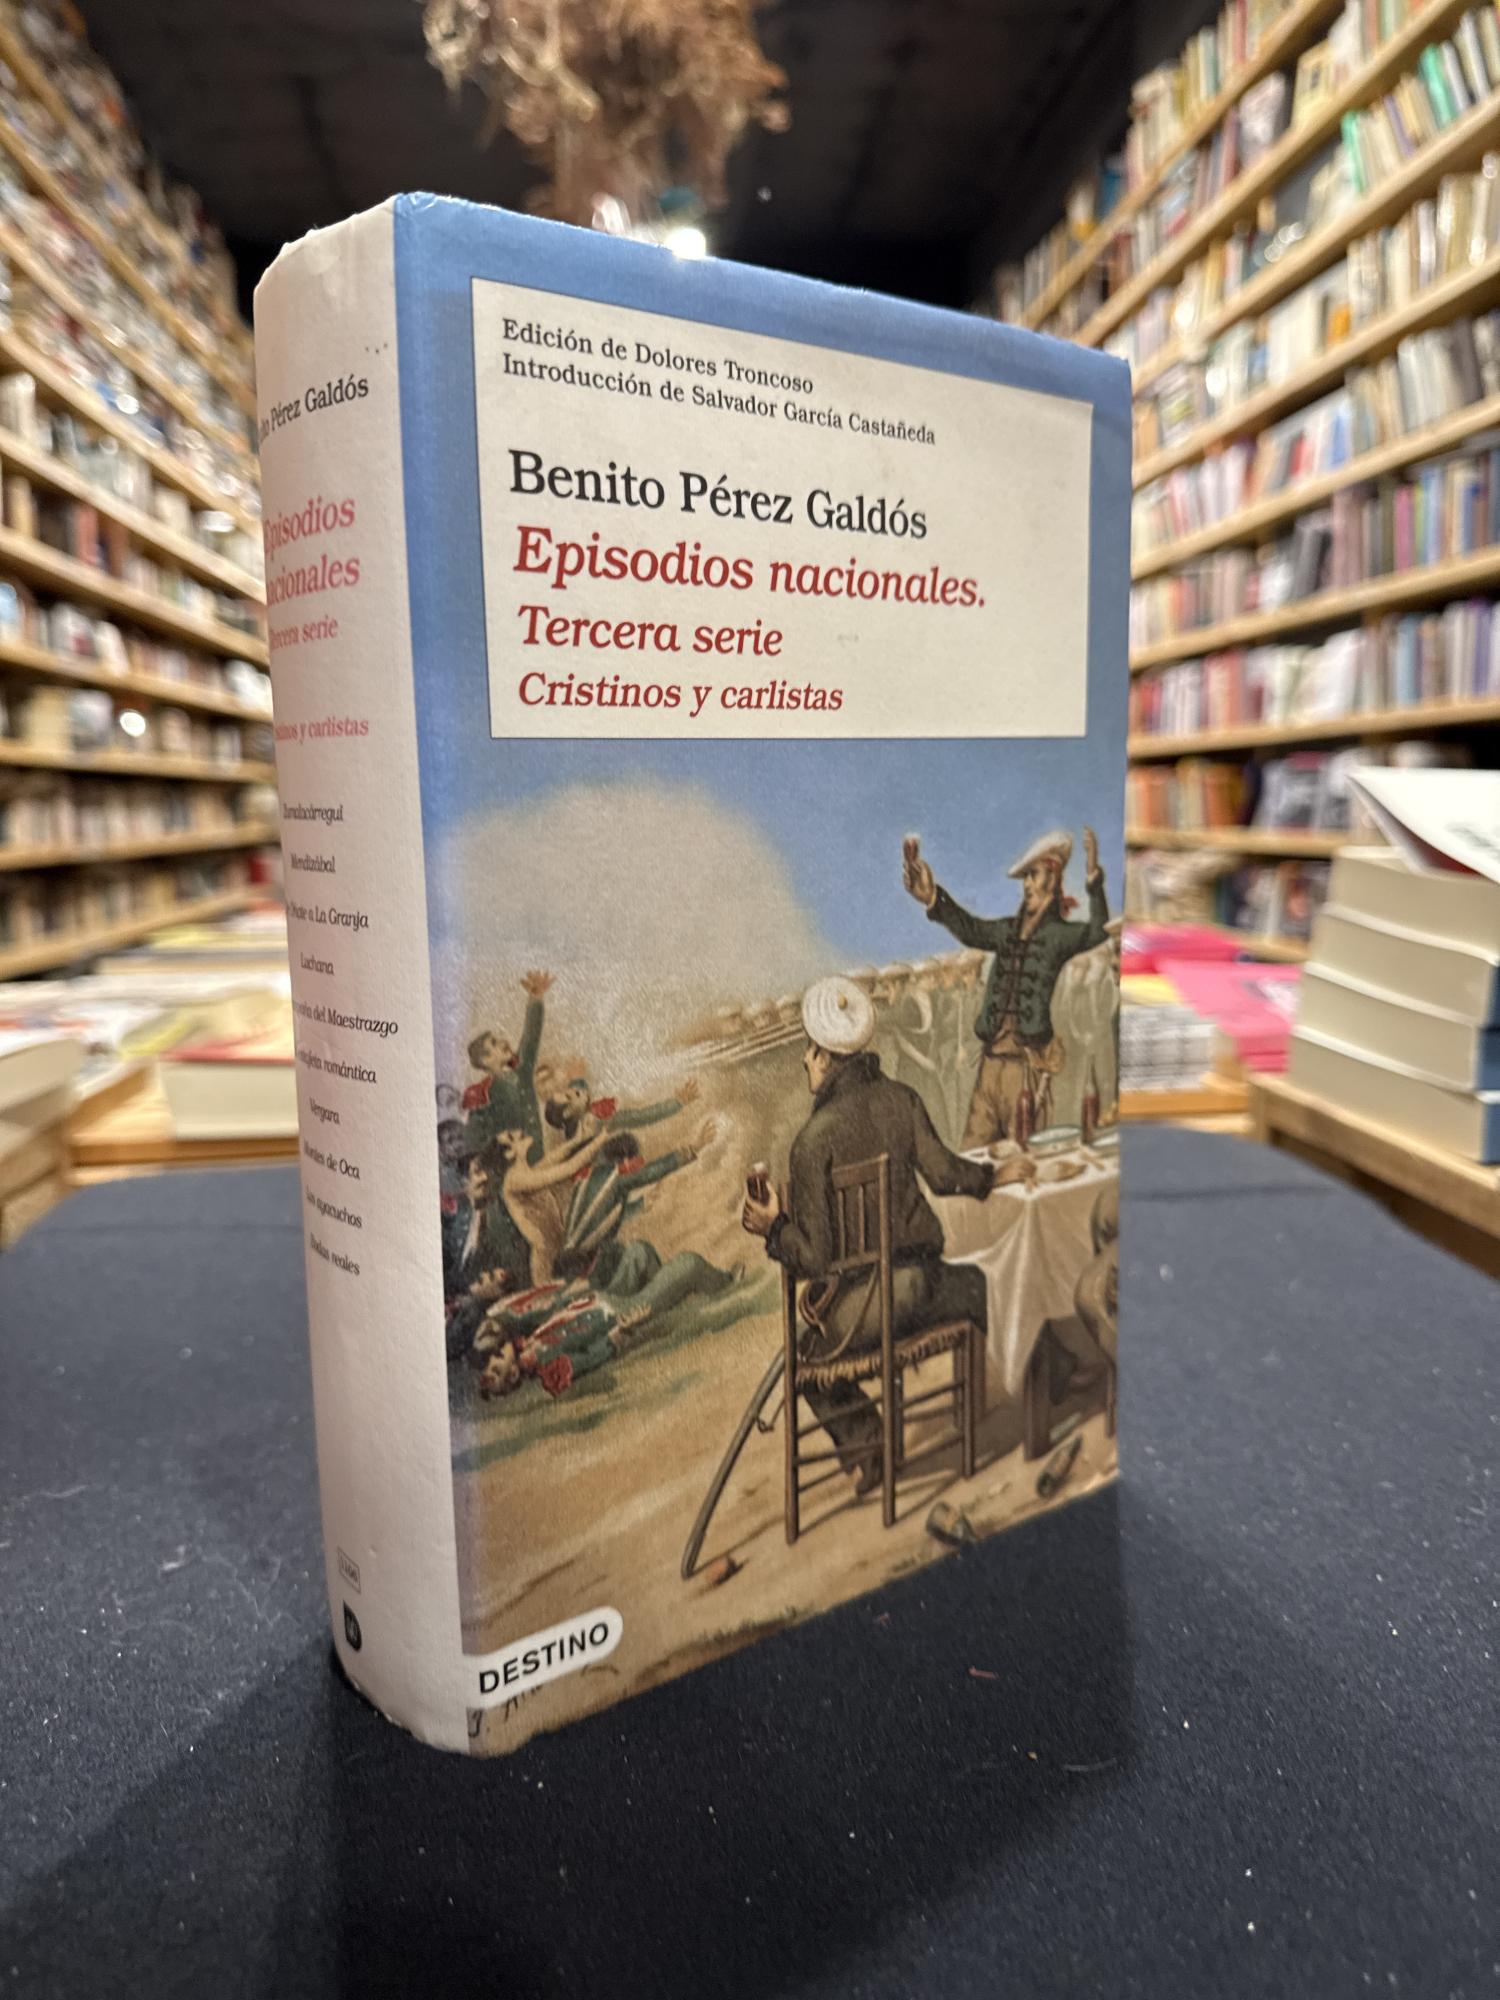 Edición de Dolores Troncoso
Introducción de Salvador García Castañeda
Benito Pérez Galdós
Episodios nacionales.
Tercera serie
Cristinos y carlistas
DESTINO
Pérez Galdós
Episodios
nacionales
Tercera serie
y carlistas
Zumalacárregui
Mendizábal
a La Granja
Luchana
del Maestrazgo
romántica
Vergara
Montes de Oca
Los ayacuchos
Bodas reales